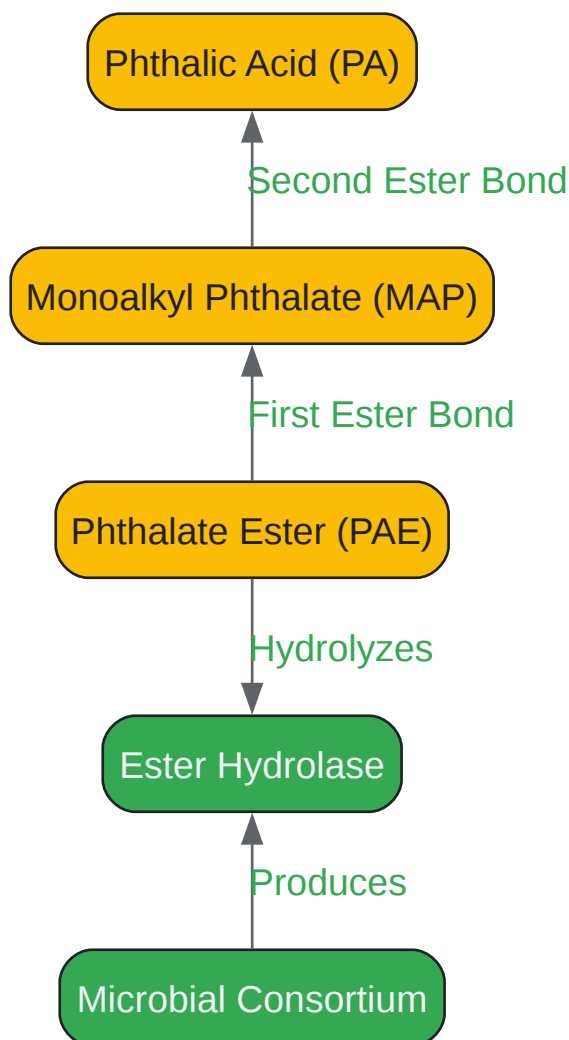 Phthalic Acid (PA)
Second Ester Bond
Monoalkyl Phthalate (MAP)
First Ester Bond
Phthalate Ester (PAE)
Hydrolyzes
Ester Hydrolase
Produces
Microbial Consortium